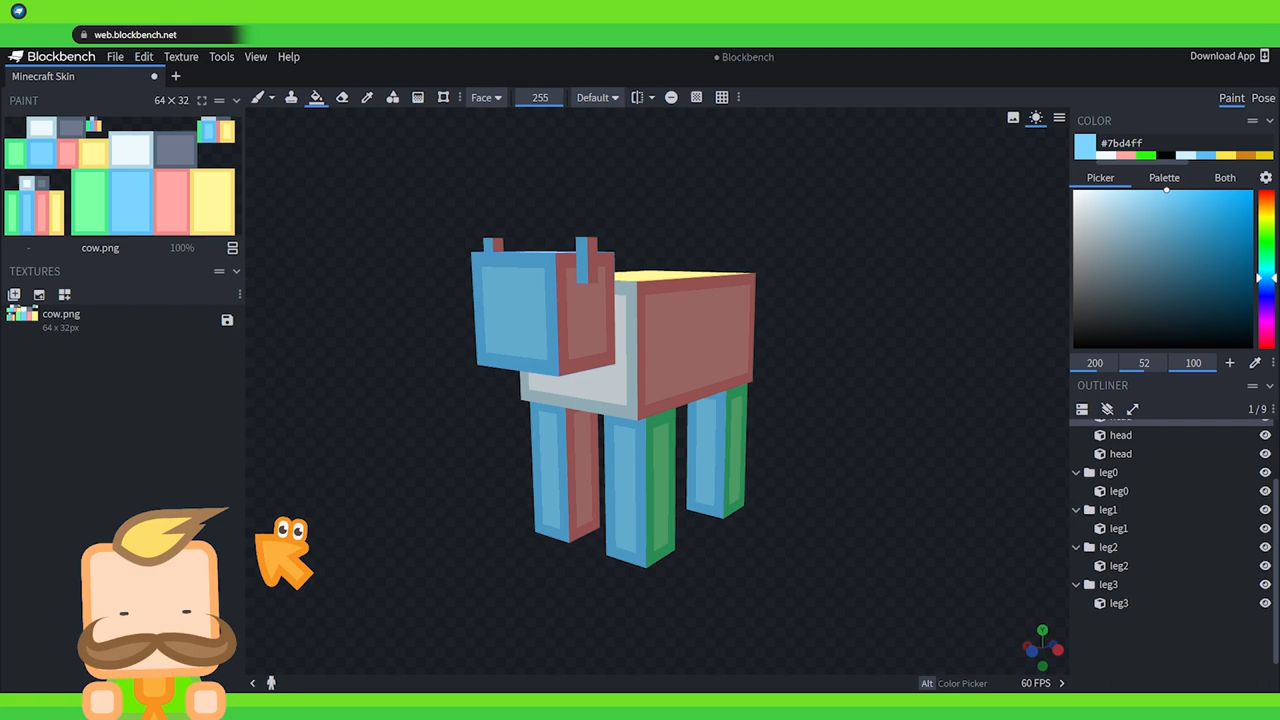 web.blockbench.net
Blockbench File Edit Texture Tools View Help
Blockbench
Download App
Minecraft Skin
PAINT 64 × 32
Face 255 Default
Paint Pose
COLOR
#7bd4ff
Picker Palette Both
- cow.png 100%
TEXTURES
cow.png
64 x 32px
200 52 100
OUTLINER
1/9
head
head
leg0
leg0
leg1
leg1
leg2
leg2
leg3
leg3
Alt Color Picker 60 FPS